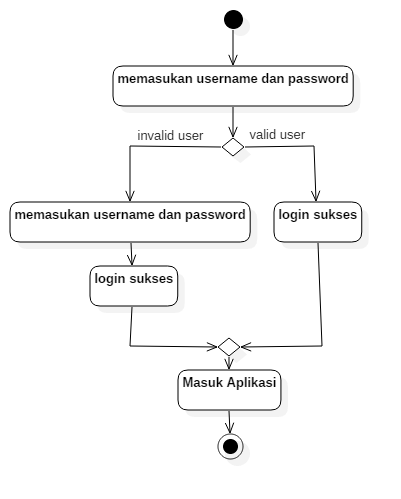 memasukan username dan password
invalid user
valid user
memasukan username dan password
login sukses
login sukses
Masuk Aplikasi